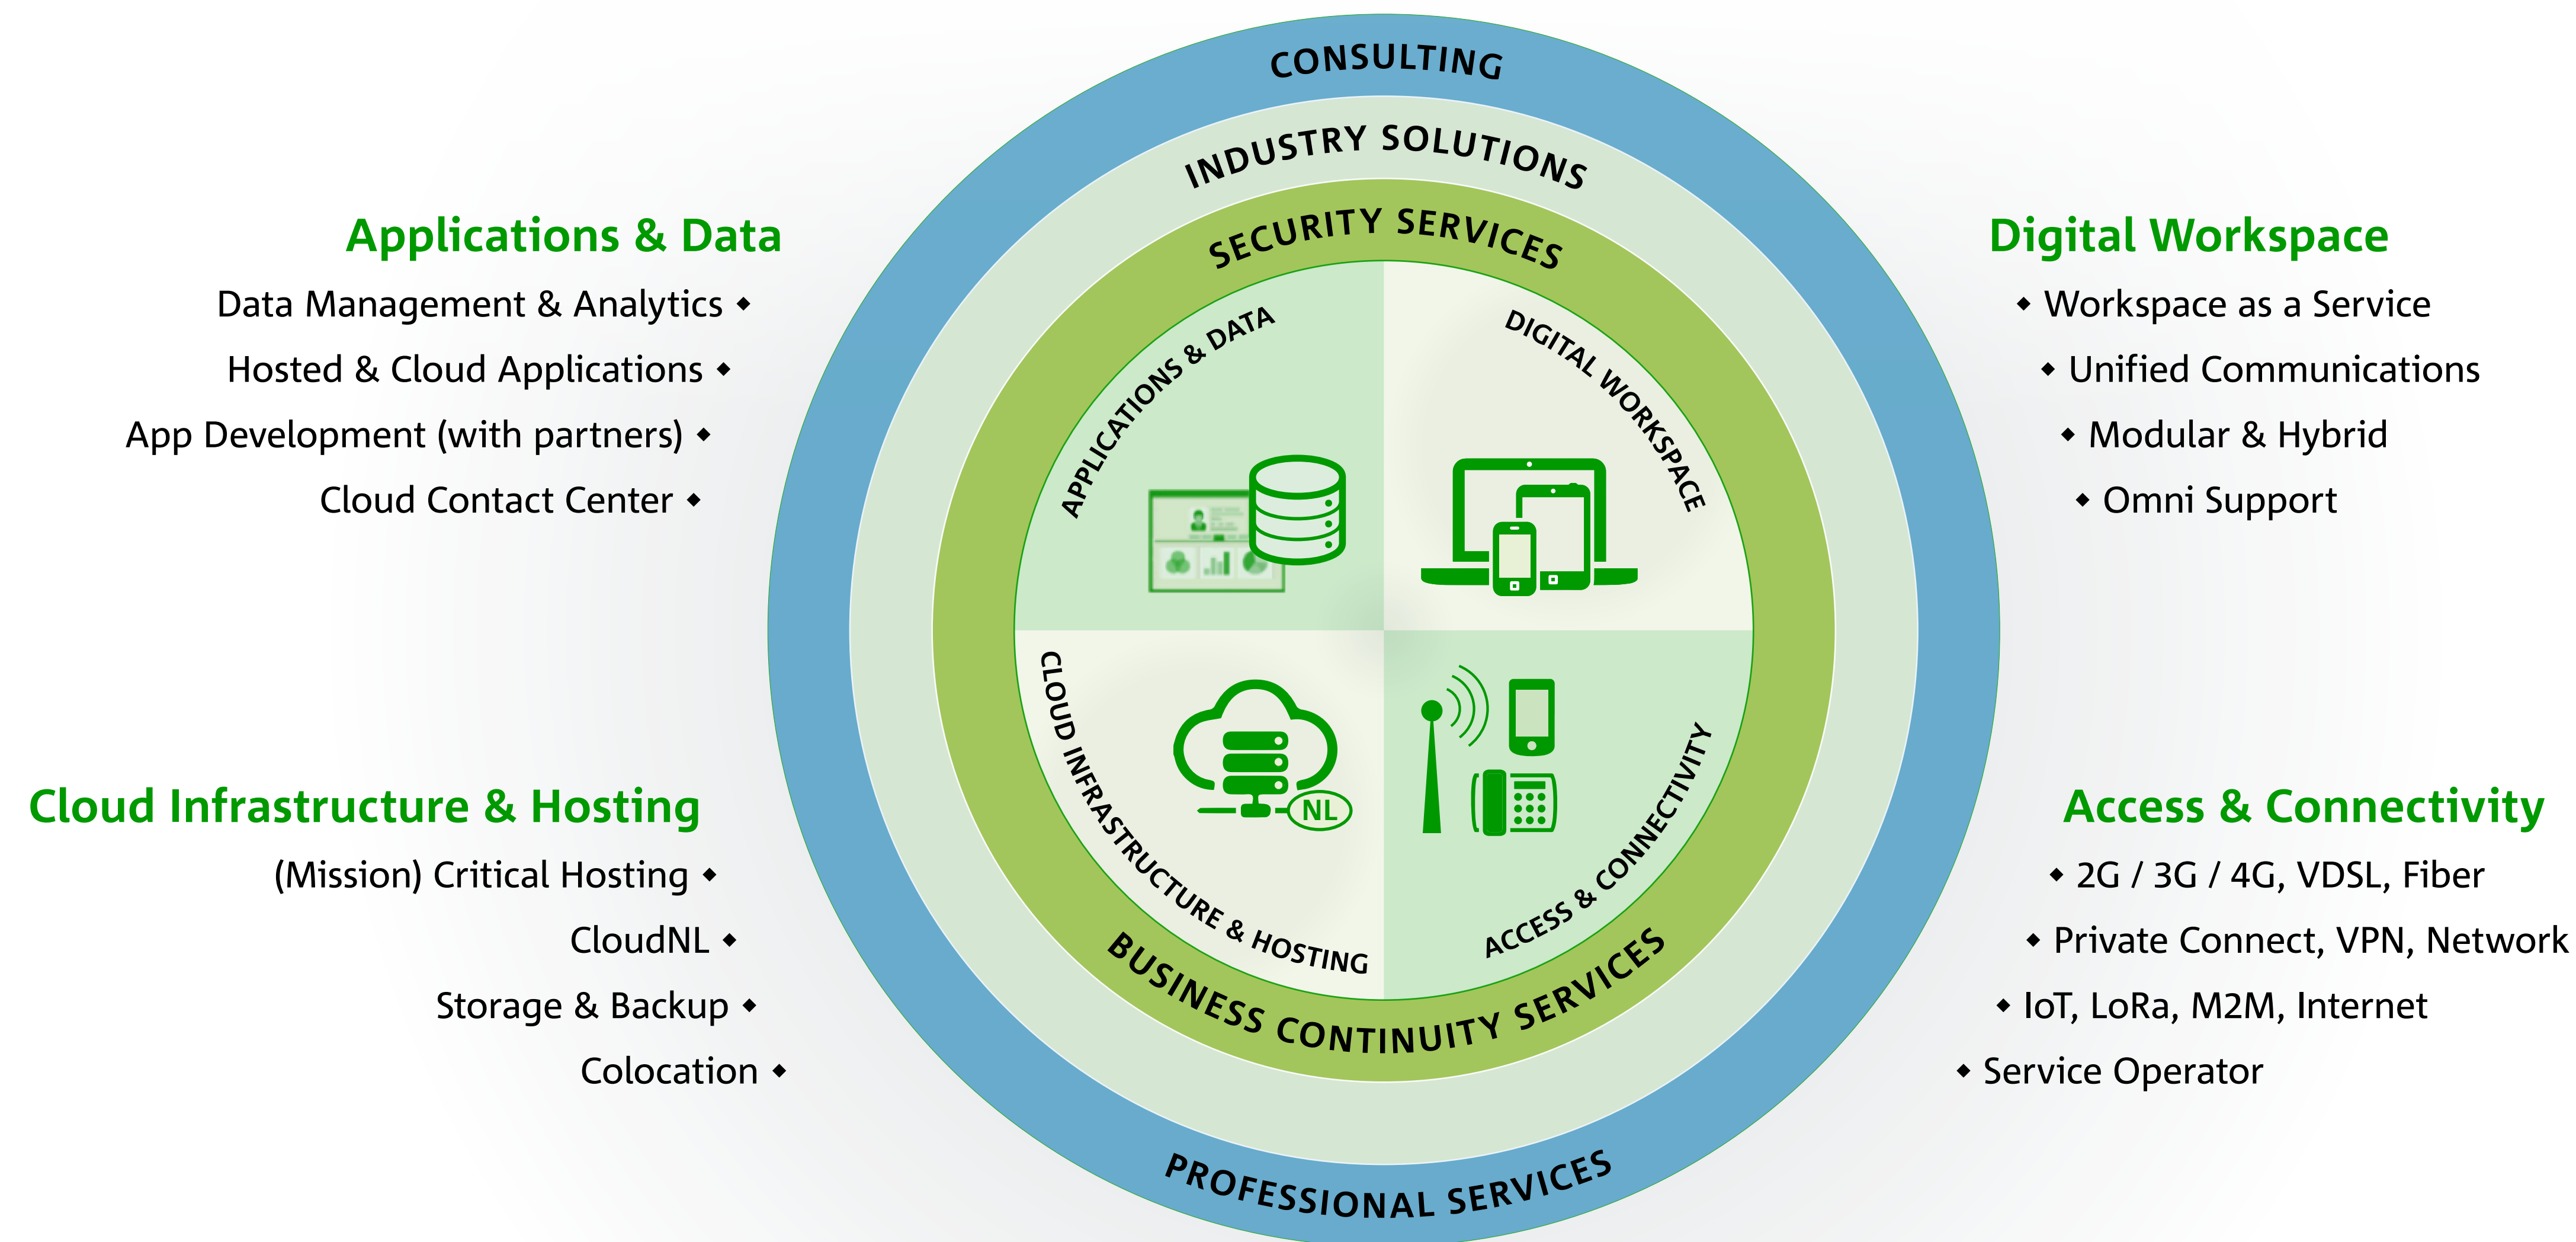 CONSULTING
INDUSTRY SOLUTIONS
SECURITY SERVICES
Applications & Data
Data Management & Analytics
Hosted & Cloud Applications
App Development (with partners)
Cloud Contact Center
Digital Workspace
Workspace as a Service
Unified Communications
Modular & Hybrid
Omni Support
APPLICATIONS & DATA
DIGITAL WORKSPACE
CLOUD INFRASTRUCTURE & HOSTING
NL
ACCESS & CONNECTIVITY
Cloud Infrastructure & Hosting
(Mission) Critical Hosting
CloudNL
Storage & Backup
Colocation
Access & Connectivity
2G / 3G / 4G, VDSL, Fiber
Private Connect, VPN, Network
IoT, LoRa, M2M, Internet
Service Operator
BUSINESS CONTINUITY SERVICES
PROFESSIONAL SERVICES